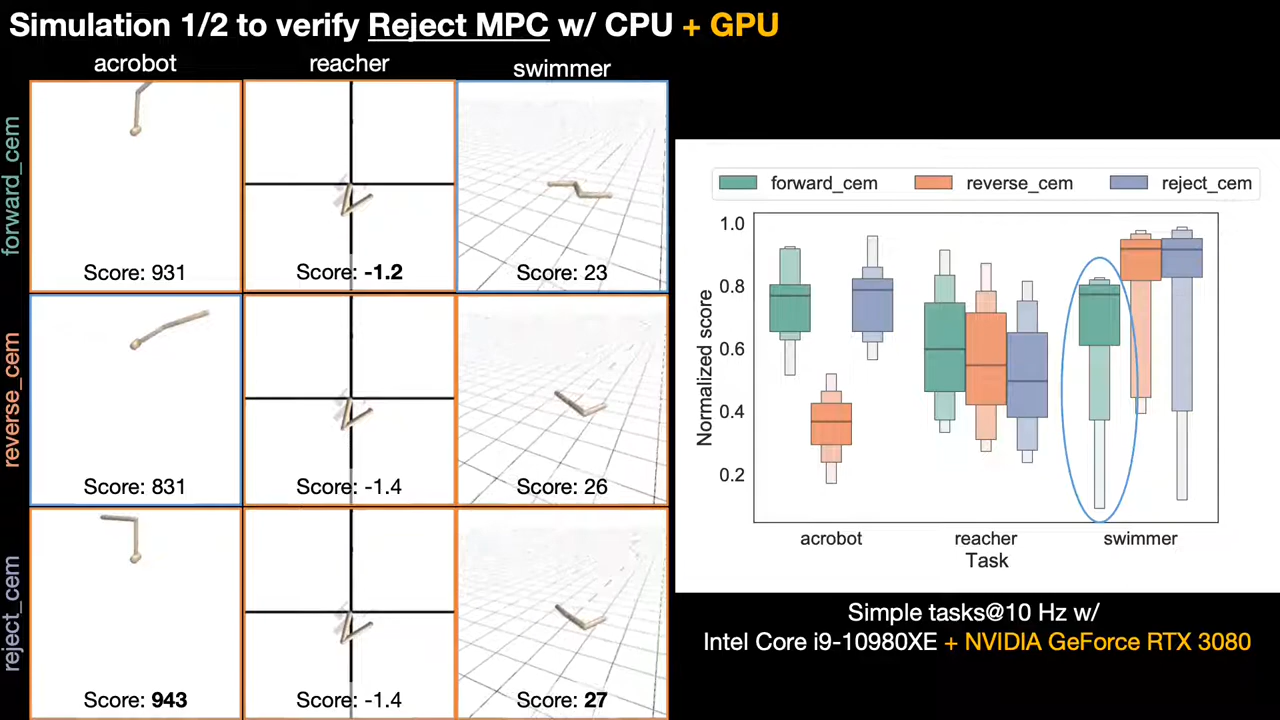 Simulation 1/2 to verify Reject MPC w/ CPU + GPU
acrobot
reacher
swimmer
forward_cem
Score: 931
Score: -1.2
Score: 23
reverse_cem
Score: 831
Score: -1.4
Score: 26
reject_cem
Score: 943
Score: -1.4
Score: 27
forward_cem
reverse_cem
reject_cem
Normalized score
1.0
0.8
0.6
0.4
0.2
acrobot
reacher
swimmer
Task
Simple tasks@10 Hz w/
Intel Core i9-10980XE + NVIDIA GeForce RTX 3080